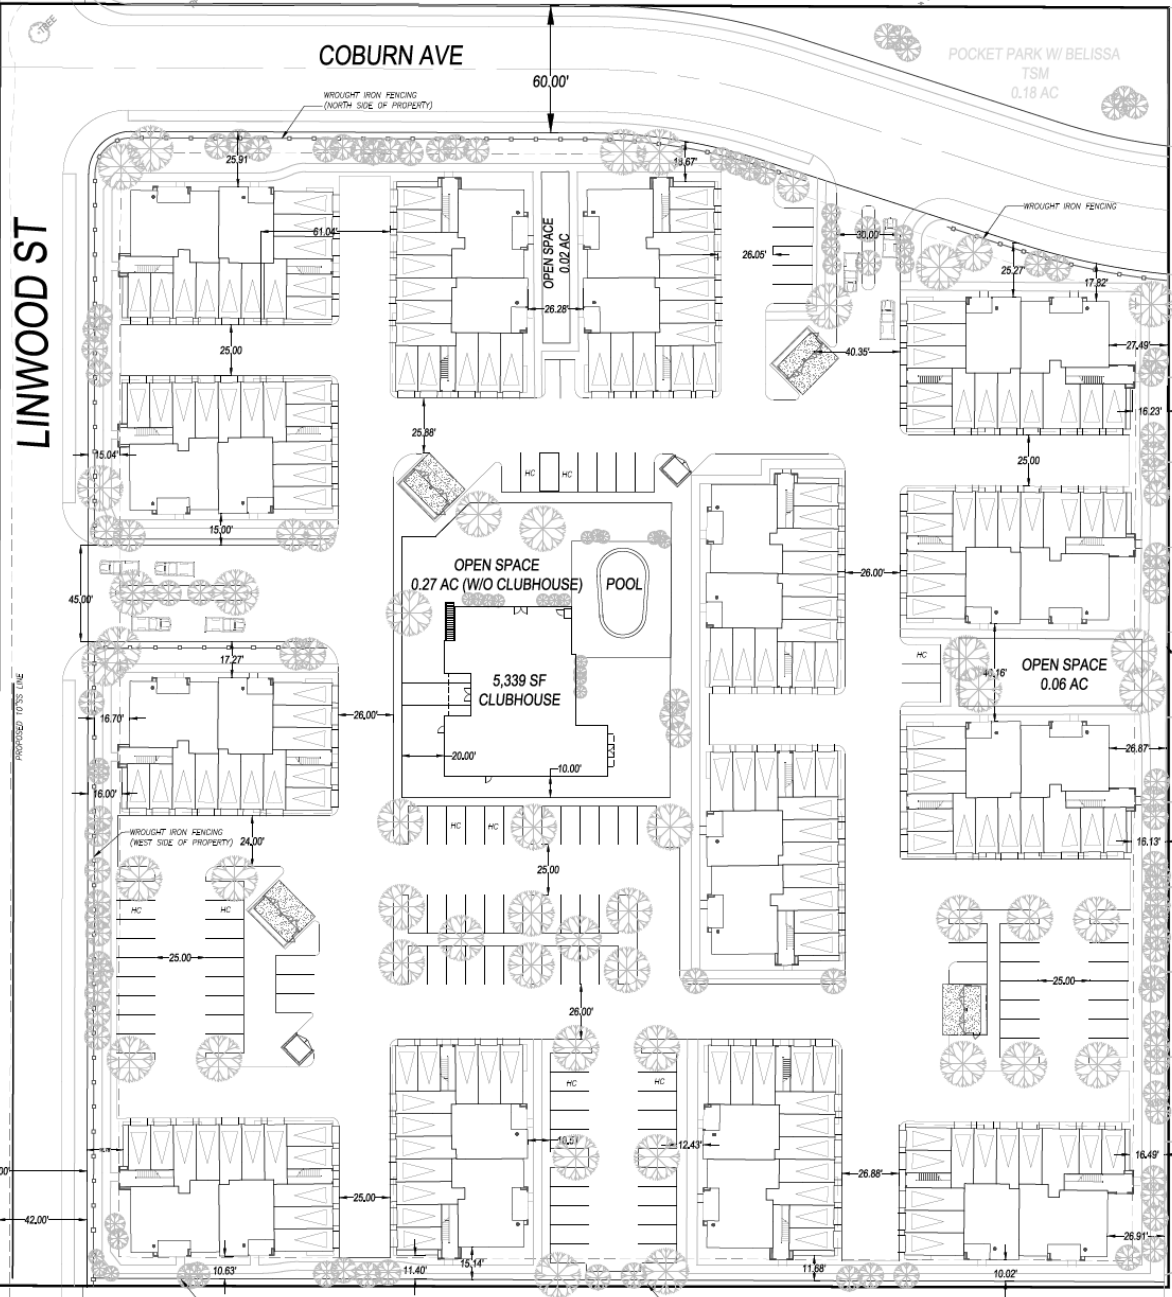 TREE
COBURN AVE
60.00'
POCKET PARK W/ BELISSA
TSM
0.18 AC
WROUGHT IRON FENCING
(NORTH SIDE OF PROPERTY)
25.91
18.67'
WROUGHT IRON FENCING
LINWOOD ST
61.04'
OPEN SPACE
0.02 AC
26.05'
30.00'
25.27'
17.82'
26.28'
25.00
40.35'
27.49'
16.23'
25.88'
15.04'
25.00
HC
HC
15.00'
OPEN SPACE
0.27 AC (W/O CLUBHOUSE)
POOL
26.00'
45.00'
17.27'
HC
OPEN SPACE
0.06 AC
5,339 SF
CLUBHOUSE
PROPOSED 10'SS LINE
16.70'
26.00'
20.00'
10.00'
26.87'
16.00'
WROUGHT IRON FENCING
(WEST SIDE OF PROPERTY)
24.00'
HC
HC
16.13'
25.00
HC
HC
25.00
25.00
26.00'
HC
HC
12.43'
16.49'
26.88'
25.00
42.00'
26.91'
15.14'
10.63'
11.40'
11.68'
10.02'